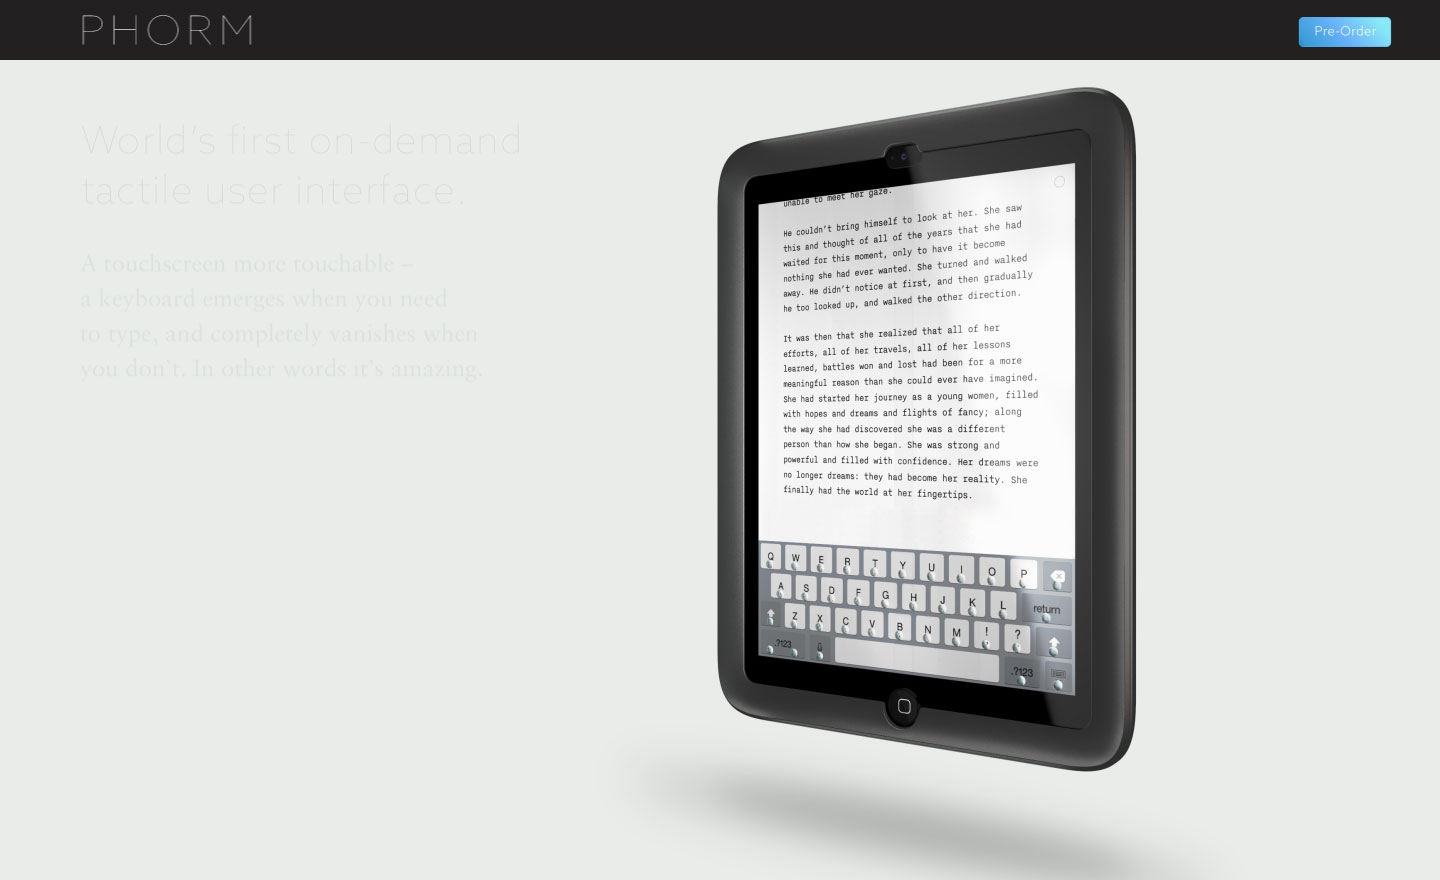 PHORM
Pre-Order
World's first on-demand
tactile user interface.
A touchscreen more touchable –
a keyboard emerges when you need
to type, and completely vanishes when
you don't. In other words it's amazing.
unable to meet her gaze.
He couldn't bring himself to look at her. She saw
this and thought of all of the years that she had
waited for this moment, only to have it become
nothing she had ever wanted. She turned and walked
away. He didn't notice at first, and then gradually
he too looked up, and walked the other direction.
It was then that she realized that all of her
efforts, all of her travels, all of her lessons
learned, battles won and lost had been for a more
meaningful reason than she could ever have imagined.
She had started her journey as a young women, filled
with hopes and dreams and flights of fancy; along
the way she had discovered she was a different
person than how she began. She was strong and
powerful and filled with confidence. Her dreams were
no longer dreams: they had become her reality. She
finally had the world at her fingertips.
Q W E R T Y U I O P
A S D F G H J K L return
Z X C V B N M ! ?
.?123 .?123